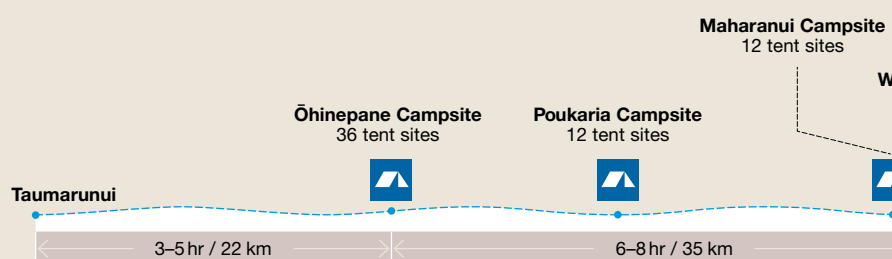 Maharanui Campsite
12 tent sites
W
Ōhinepane Campsite
36 tent sites
Poukaria Campsite
12 tent sites
Taumarunui
3–5 hr / 22 km
6–8 hr / 35 km